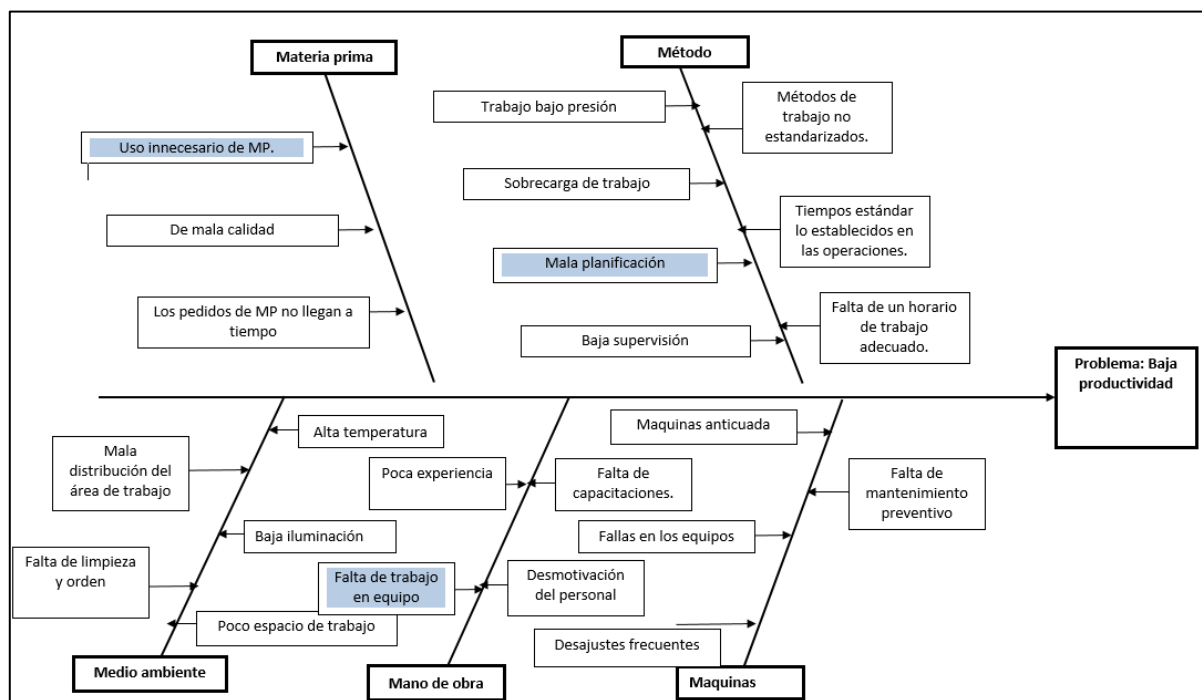 Materia prima
Método
Trabajo bajo presión
Métodos de
trabajo no
estandarizados.
Uso innecesario de MP.
Sobrecarga de trabajo
De mala calidad
Tiempos estándar
lo establecidos en
las operaciones.
Mala planificación
Los pedidos de MP no llegan a
tiempo
Falta de un horario
de trabajo
adecuado.
Baja supervisión
Problema: Baja
productividad
Alta temperatura
Maquinas anticuada
Mala
distribución del
área de trabajo
Poca experiencia
Falta de
capacitaciones.
Falta de
mantenimiento
preventivo
Baja iluminación
Fallas en los equipos
Falta de limpieza
y orden
Falta de trabajo
en equipo
Desmotivación
del personal
Poco espacio de trabajo
Desajustes frecuentes
Medio ambiente
Mano de obra
Maquinas